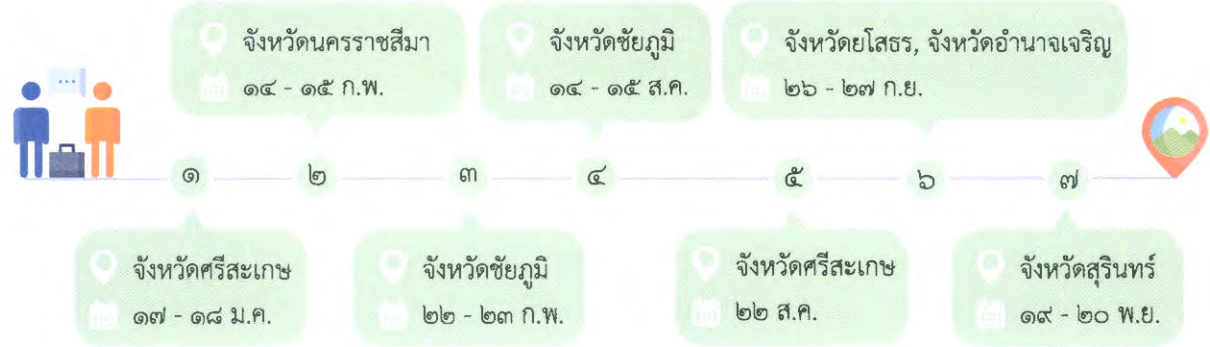 จังหวัดนครราชสีมา
๑๔ - ๑๕ ก.พ.
จังหวัดชัยภูมิ
๑๔ - ๑๕ ส.ค.
จังหวัดยโสธร, จังหวัดอำนาจเจริญ
๒๖ - ๒๗ ก.ย.
๑ ๒ ๓ ๔ ๕ ๖ ๗
จังหวัดศรีสะเกษ
๑๗ - ๑๘ ม.ค.
จังหวัดชัยภูมิ
๒๒ - ๒๓ ก.พ.
จังหวัดศรีสะเกษ
๒๒ ส.ค.
จังหวัดสุรินทร์
๑๙ - ๒๐ พ.ย.